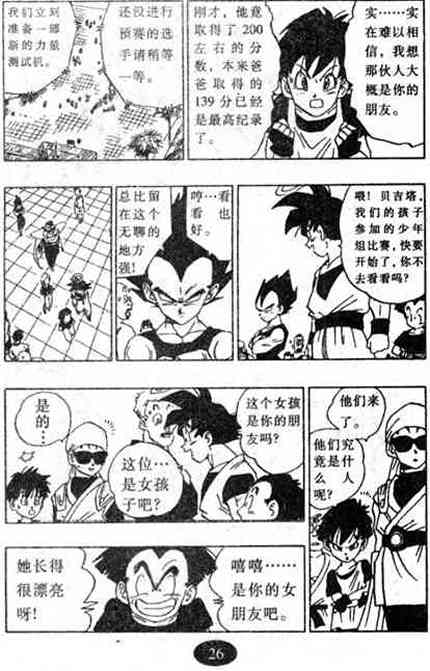 实……实
在难以相
信，我想
那伙人大
概是你的
朋友。
刚才，他竟
取得了200
左右的分
数，本来爸
爸取得的
139分已经
是最高纪录
了。
还没进行
预赛的选
手请稍等
一等。
我们立刻
准备一部
新的力量
测试机。
喂！贝吉塔，
我们的孩子
参加的少年
组比赛，快要
开始了，你不
去看看吗？
哼…看
看也
好。
总比留
在这个
无聊的
地方
强！
他们来
了。
他们究
竟是什
么人
呢？
这个女孩
是你的朋
友吗？
这位…
是女孩
子吧？
是的…
嘻嘻……
是你的女
朋友吧。
她长得
很漂亮
呀！
26